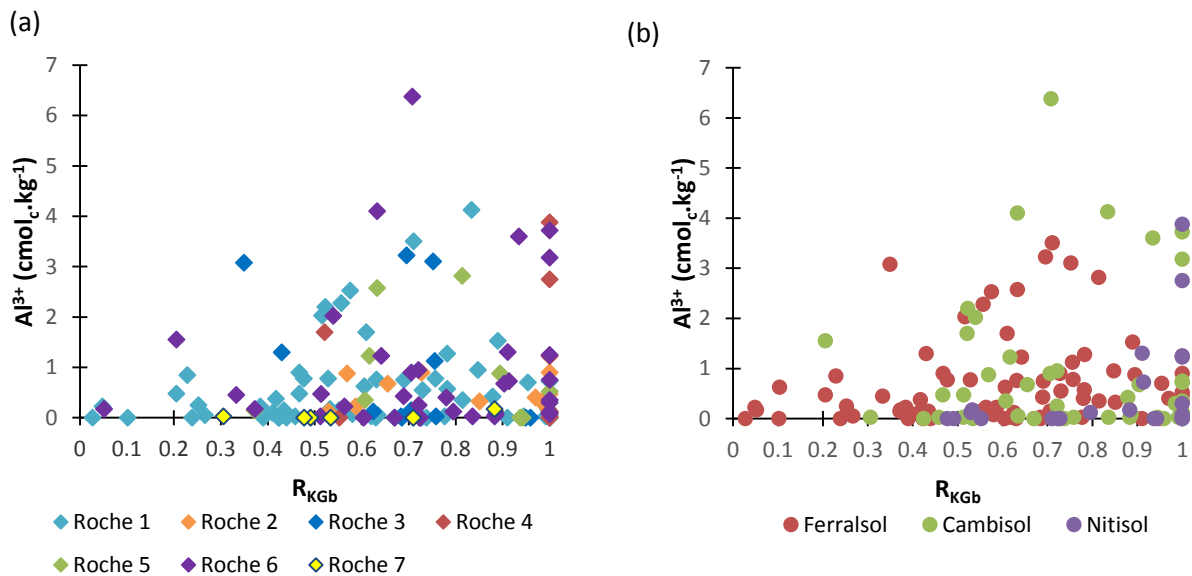 (a)
Al³⁺ (cmol_c.kg⁻¹)
7
6
5
4
3
2
1
0
0 0.1 0.2 0.3 0.4 0.5 0.6 0.7 0.8 0.9 1
R_KGb
Roche 1 Roche 2 Roche 3 Roche 4
Roche 5 Roche 6 Roche 7
(b)
Al³⁺ (cmol_c.kg⁻¹)
7
6
5
4
3
2
1
0
0 0.1 0.2 0.3 0.4 0.5 0.6 0.7 0.8 0.9 1
R_KGb
Ferralsol Cambisol Nitisol